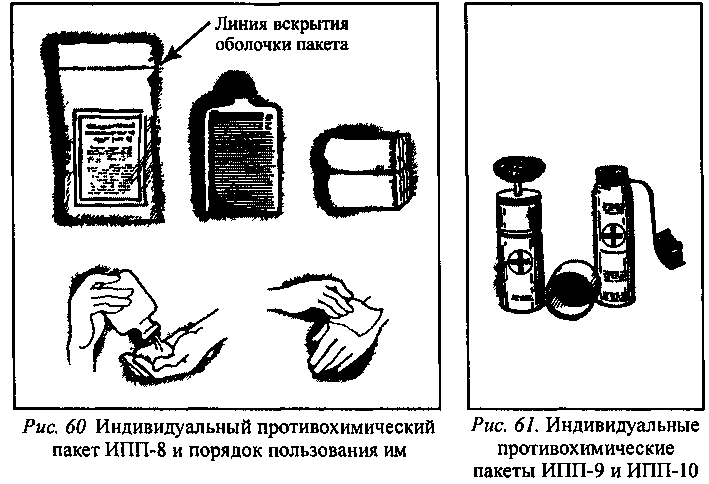 Линия вскрытия
оболочки пакета
Рис. 60 Индивидуальный противохимический
пакет ИПП-8 и порядок пользования им
Рис. 61. Индивидуальные
противохимические
пакеты ИПП-9 и ИПП-10